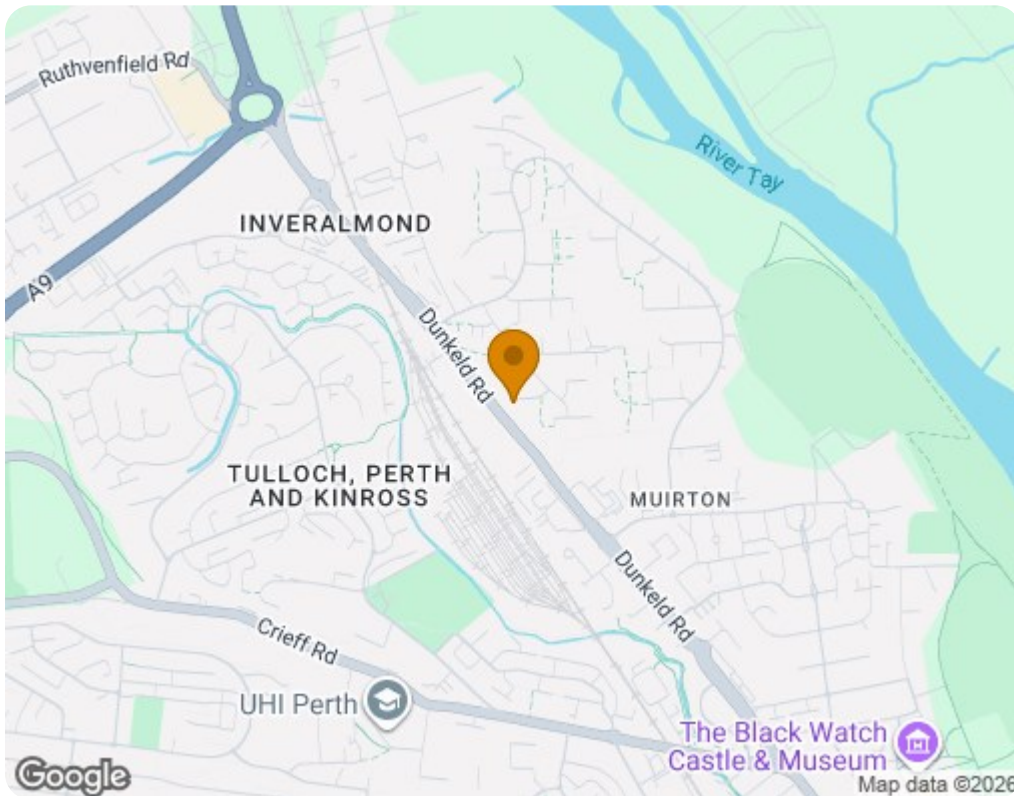 Ruthvenfield Rd
River Tay
INVERALMOND
A9
Dunkeld Rd
TULLOCH, PERTH
AND KINROSS
MUIRTON
Dunkeld Rd
Crieff Rd
UHI Perth
The Black Watch
Castle & Museum
Google
Map data ©2026